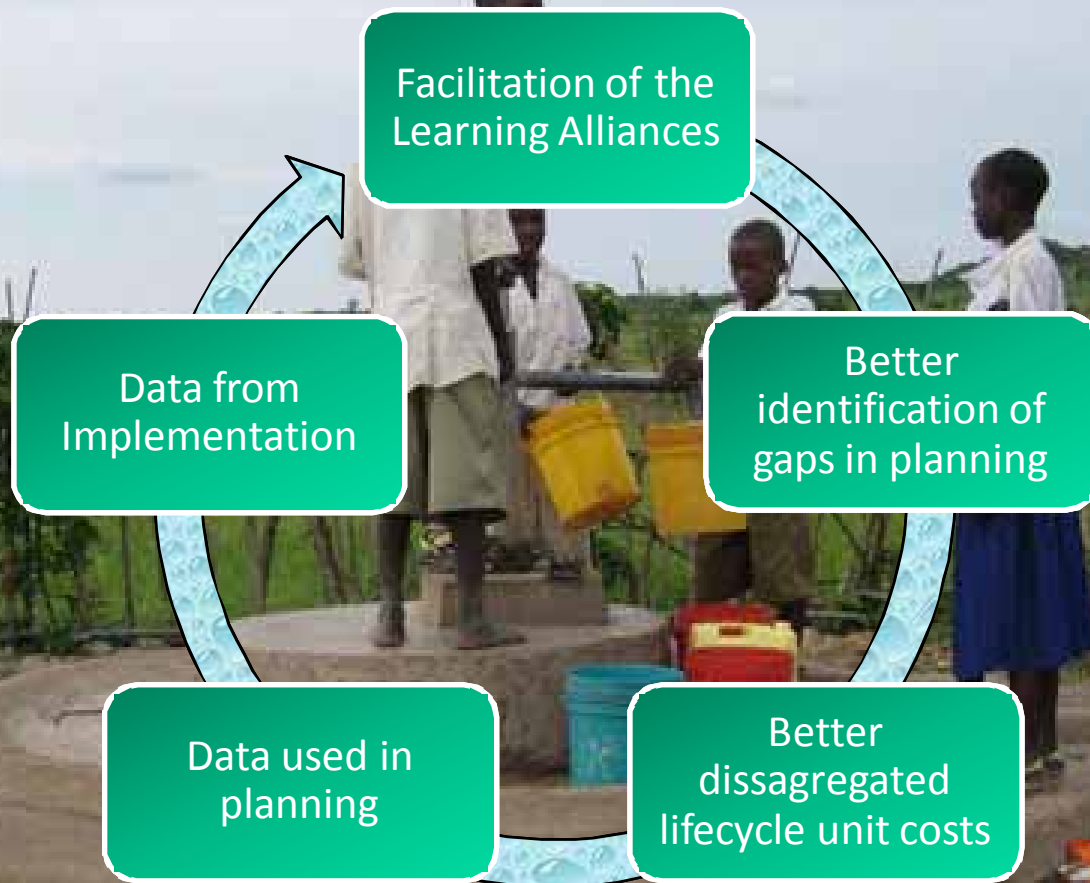 Facilitation of the
Learning Alliances
Better
identification of
gaps in planning
Better
dissagregated
lifecycle unit costs
Data used in
planning
Data from
Implementation